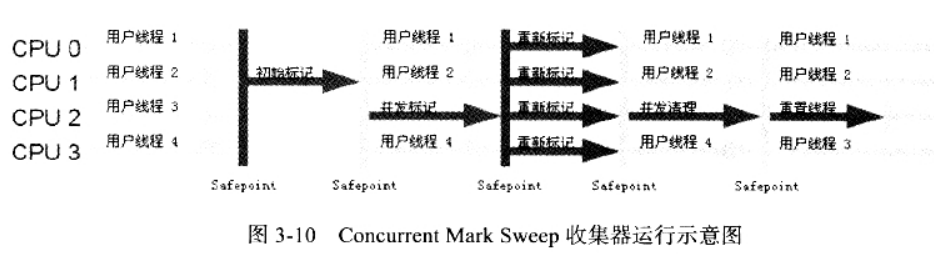 CPU 0 用户线程 1 用户线程 1 重新标记 用户线程 1 用户线程 1
CPU 1 用户线程 2 初始标记 用户线程 2 重新标记 用户线程 2 用户线程 2
CPU 2 用户线程 3 并发标记 重新标记 并发清理 重置线程
CPU 3 用户线程 4 用户线程 4 重新标记 用户线程 4 用户线程 3
Safepoint Safepoint Safepoint Safepoint Safepoint
图 3-10 Concurrent Mark Sweep 收集器运行示意图